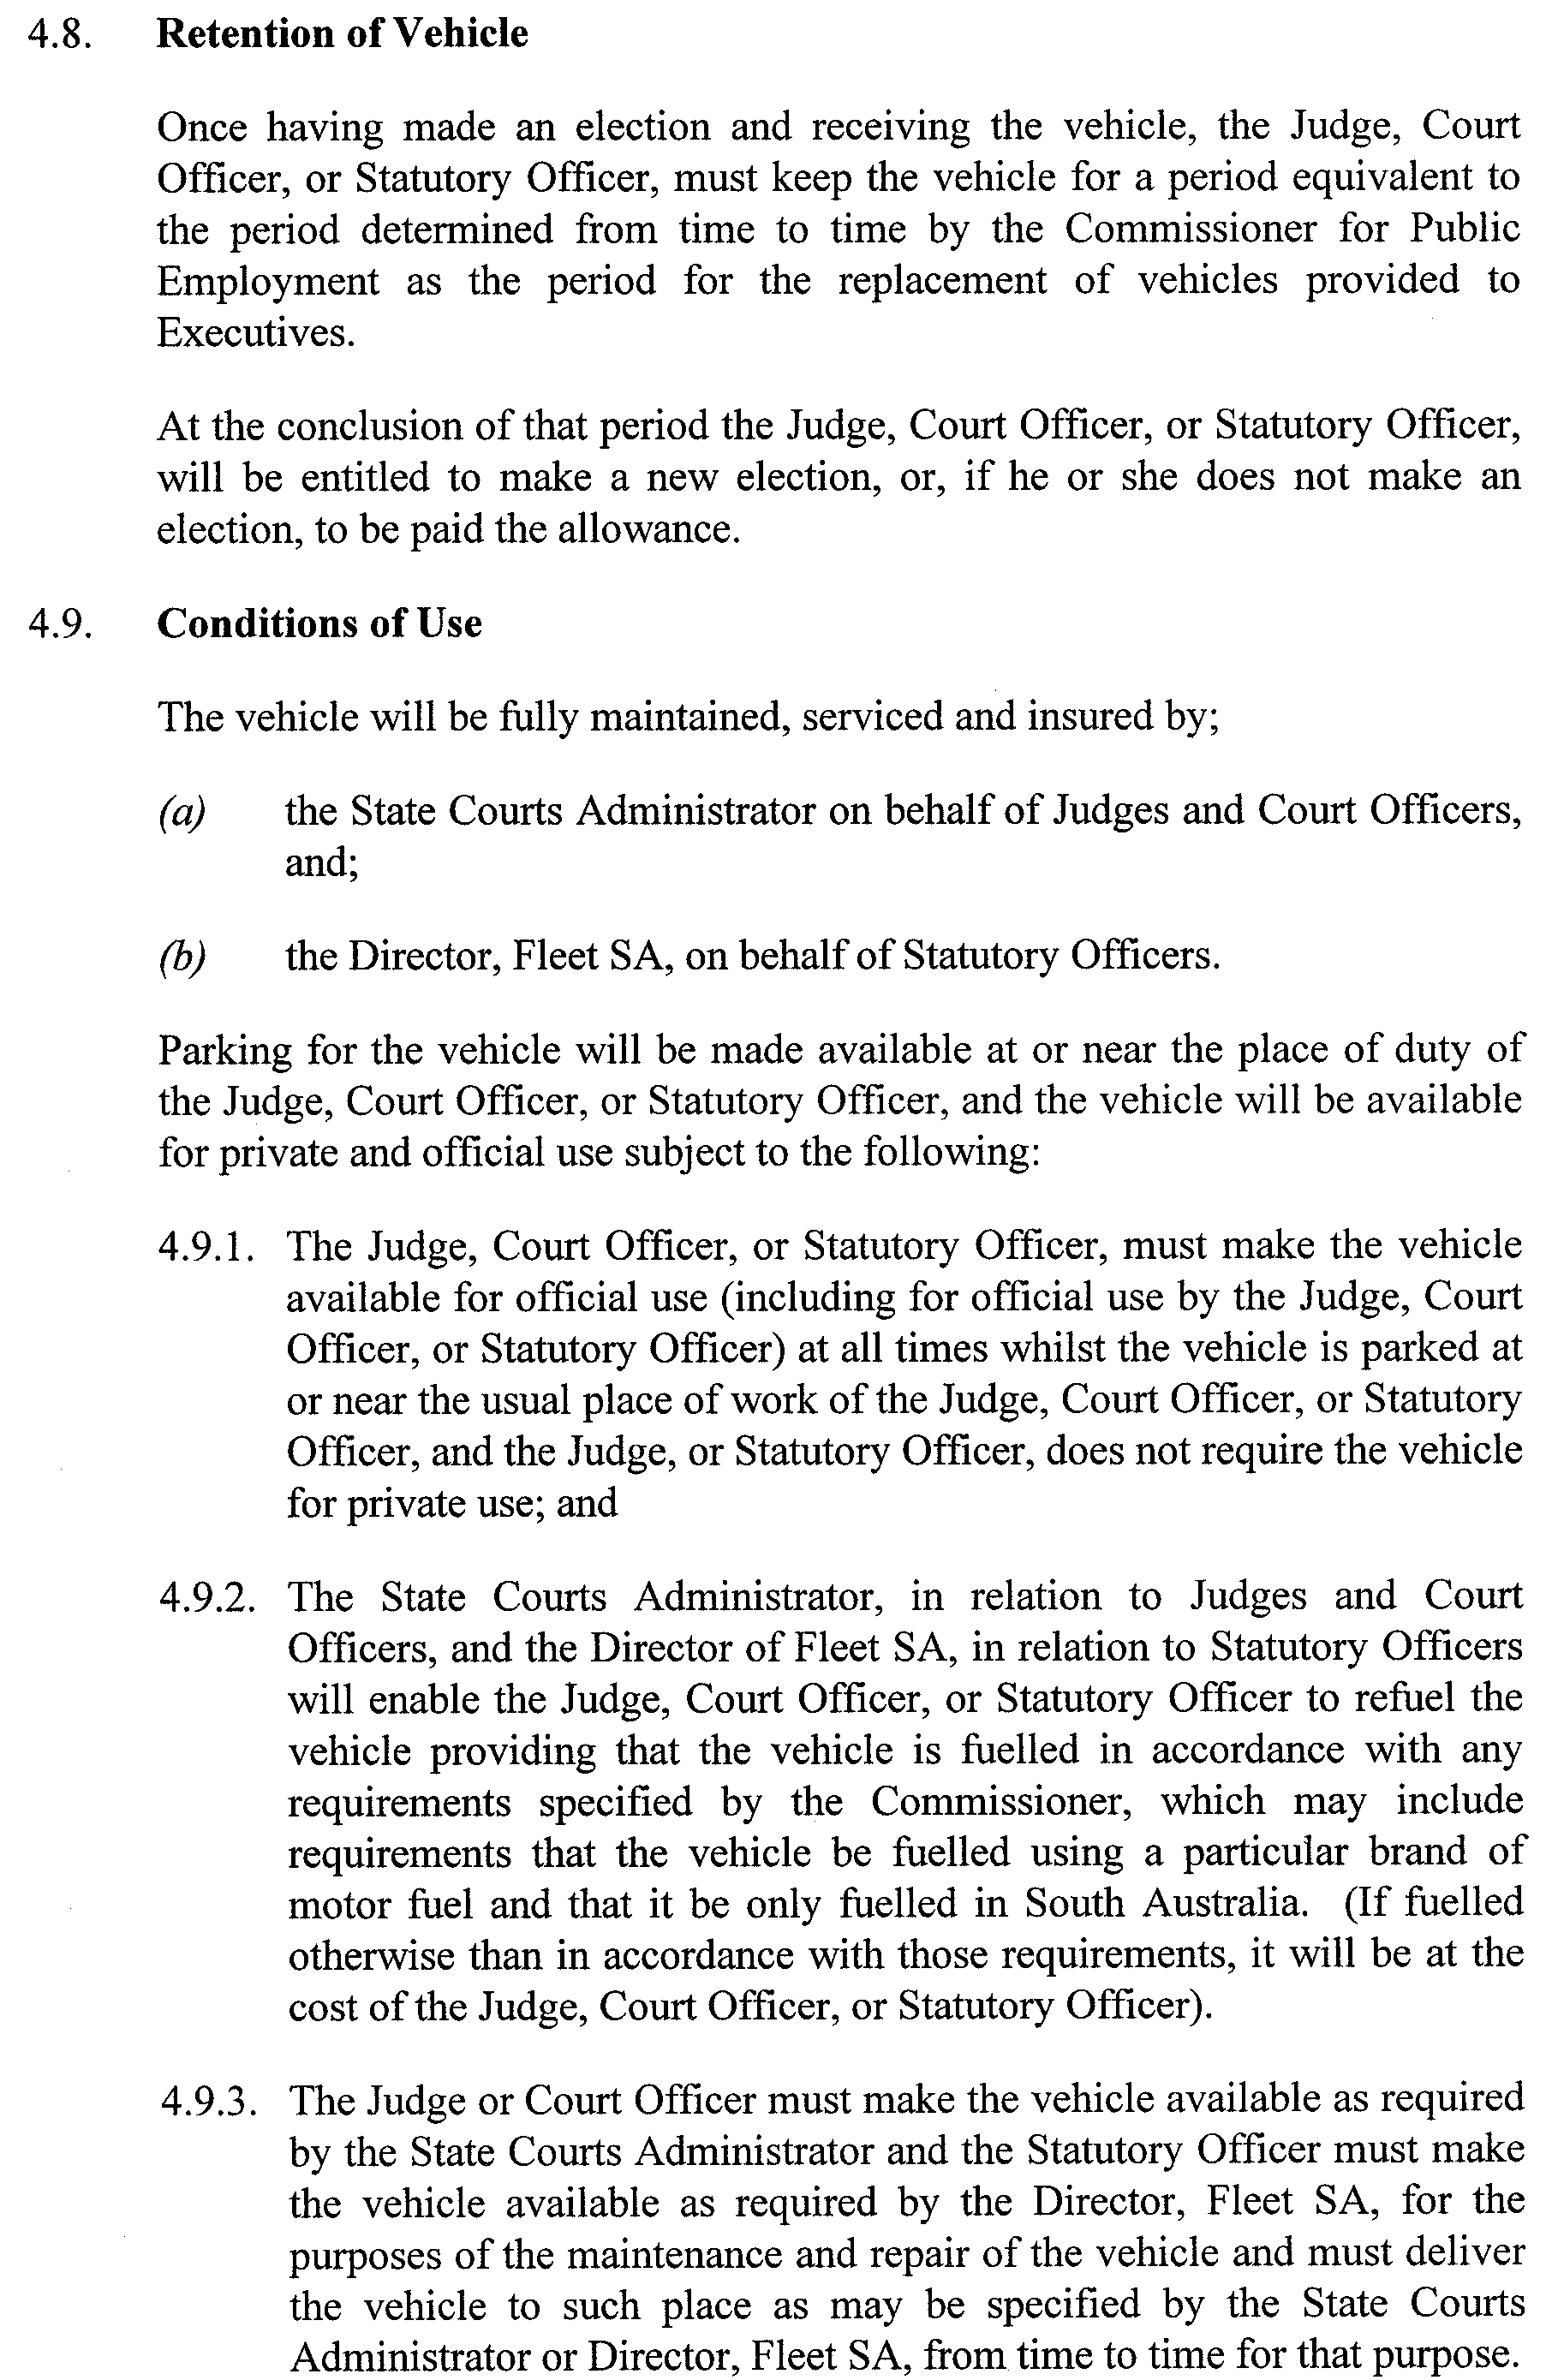 4.8. Retention of Vehicle
Once having made an election and receiving the vehicle, the Judge, Court
Officer, or Statutory Officer, must keep the vehicle for a period equivalent to
the period determined from time to time by the Commissioner for Public
Employment as the period for the replacement of vehicles provided to
Executives.
At the conclusion of that period the Judge, Court Officer, or Statutory Officer,
will be entitled to make a new election, or, if he or she does not make an
election, to be paid the allowance.
4.9. Conditions of Use
The vehicle will be fully maintained, serviced and insured by;
(a) the State Courts Administrator on behalf of Judges and Court Officers,
and;
(b) the Director, Fleet SA, on behalf of Statutory Officers.
Parking for the vehicle will be made available at or near the place of duty of
the Judge, Court Officer, or Statutory Officer, and the vehicle will be available
for private and official use subject to the following:
4.9.1. The Judge, Court Officer, or Statutory Officer, must make the vehicle
available for official use (including for official use by the Judge, Court
Officer, or Statutory Officer) at all times whilst the vehicle is parked at
or near the usual place of work of the Judge, Court Officer, or Statutory
Officer, and the Judge, or Statutory Officer, does not require the vehicle
for private use; and
4.9.2. The State Courts Administrator, in relation to Judges and Court
Officers, and the Director of Fleet SA, in relation to Statutory Officers
will enable the Judge, Court Officer, or Statutory Officer to refuel the
vehicle providing that the vehicle is fuelled in accordance with any
requirements specified by the Commissioner, which may include
requirements that the vehicle be fuelled using a particular brand of
motor fuel and that it be only fuelled in South Australia. (If fuelled
otherwise than in accordance with those requirements, it will be at the
cost of the Judge, Court Officer, or Statutory Officer).
4.9.3. The Judge or Court Officer must make the vehicle available as required
by the State Courts Administrator and the Statutory Officer must make
the vehicle available as required by the Director, Fleet SA, for the
purposes of the maintenance and repair of the vehicle and must deliver
the vehicle to such place as may be specified by the State Courts
Administrator or Director, Fleet SA, from time to time for that purpose.